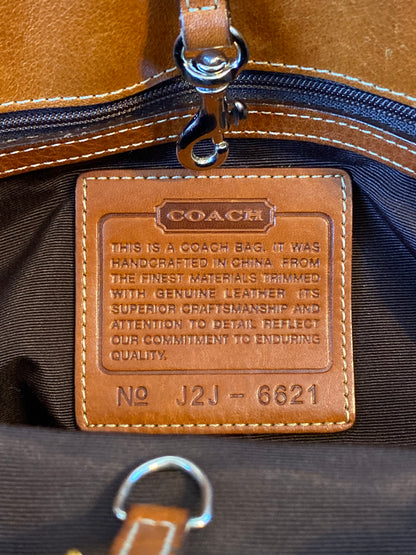 COACH
THIS IS A COACH BAG. IT WAS
HANDCRAFTED IN CHINA FROM
THE FINEST MATERIALS TRIMMED
WITH GENUINE LEATHER ITS
SUPERIOR CRAFTSMANSHIP AND
ATTENTION TO DETAIL REFLECT
OUR COMMITMENT TO ENDURING
QUALITY.
Nº J2J - 6621